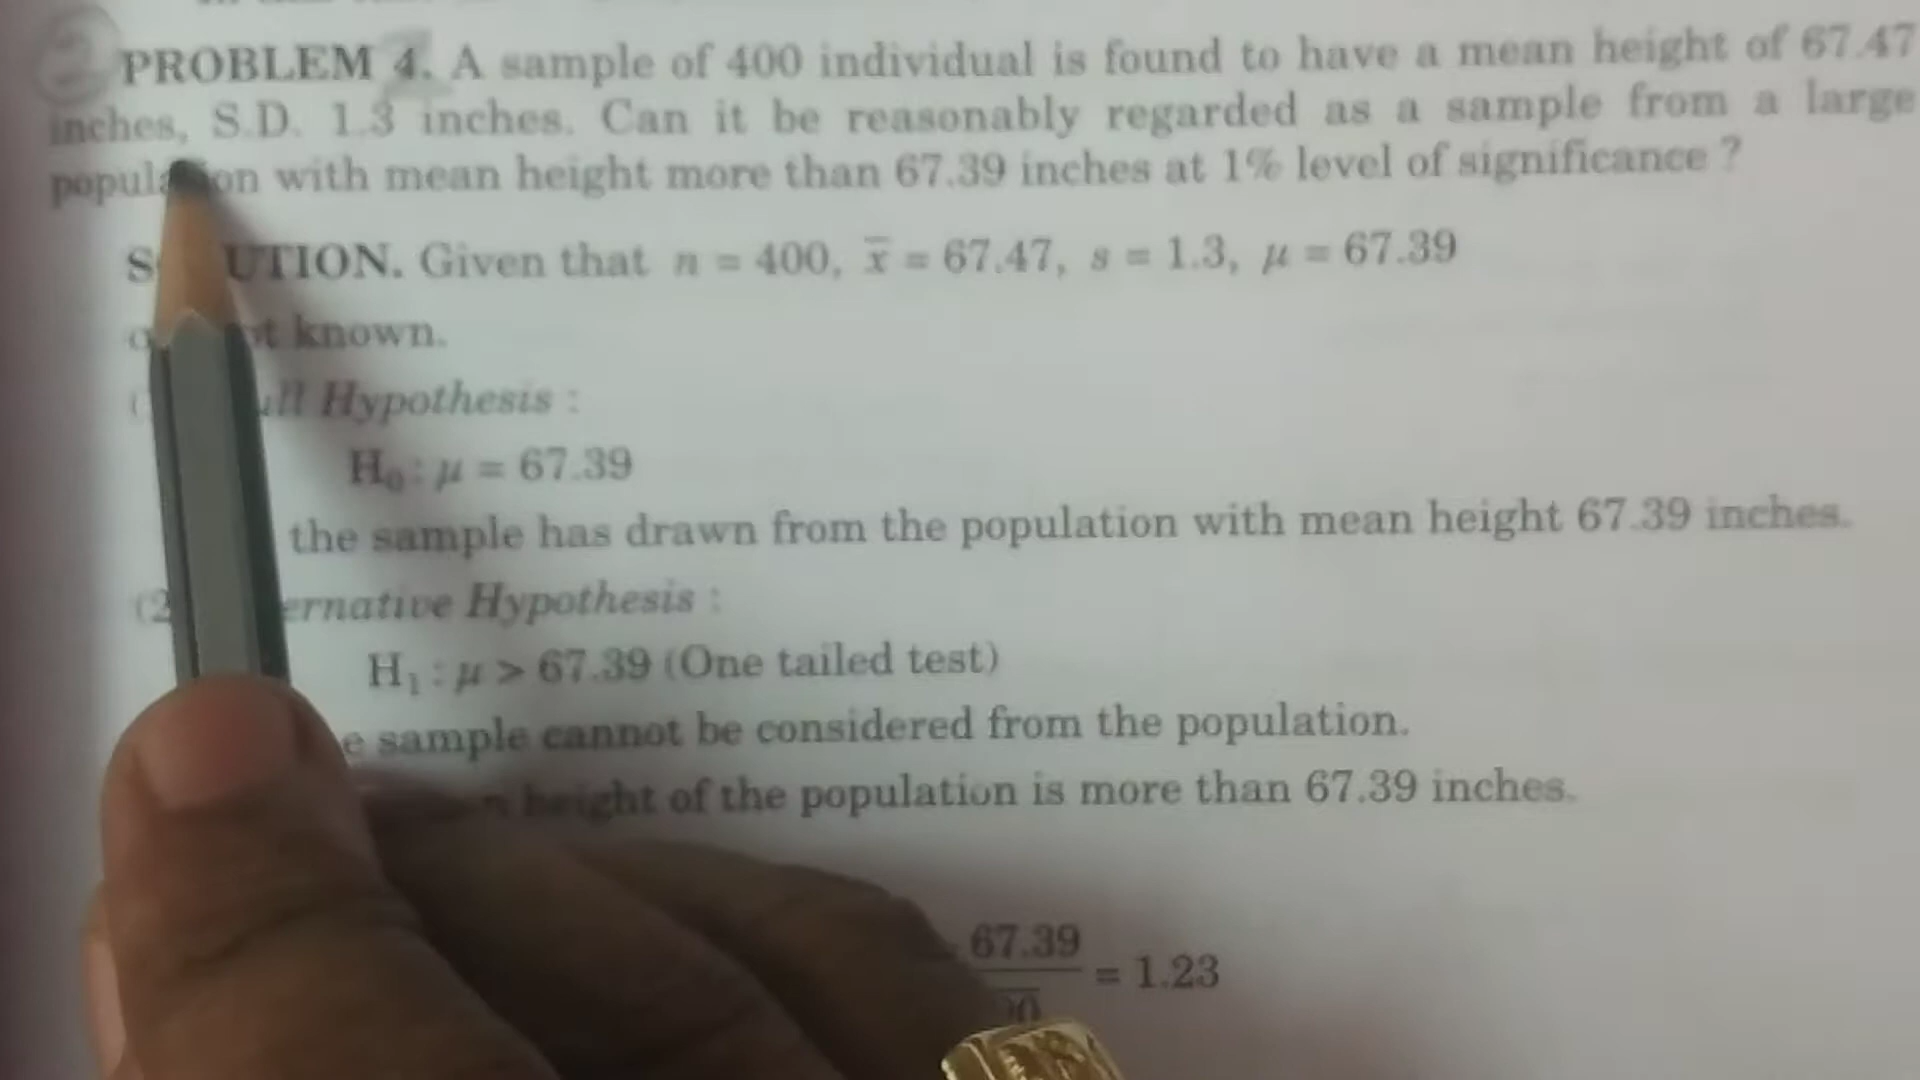 PROBLEM 4. A sample of 400 individual is found to have a mean height of 67.47
inches, S.D. 1.3 inches. Can it be reasonably regarded as a sample from a large
population with mean height more than 67.39 inches at 1% level of significance ?
SOLUTION. Given that n = 400, x̄ = 67.47, s = 1.3, μ = 67.39
known.
Hypothesis :
H₀ : μ = 67.39
the sample has drawn from the population with mean height 67.39 inches.
(2 Hypothesis :
H₁ : μ > 67.39 (One tailed test)
sample cannot be considered from the population.
height of the population is more than 67.39 inches.
67.39
= 1.23